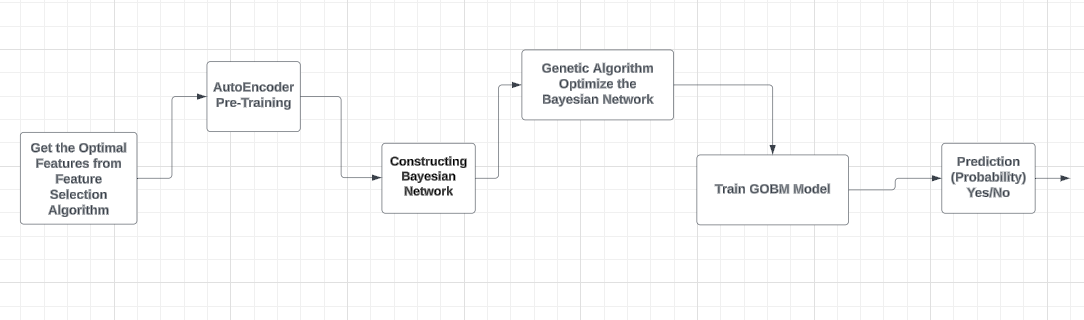 Get the Optimal
Features from
Feature
Selection
Algorithm
AutoEncoder
Pre-Training
Constructing
Bayesian
Network
Genetic Algorithm
Optimize the
Bayesian Network
Train GOBM Model
Prediction
(Probability)
Yes/No